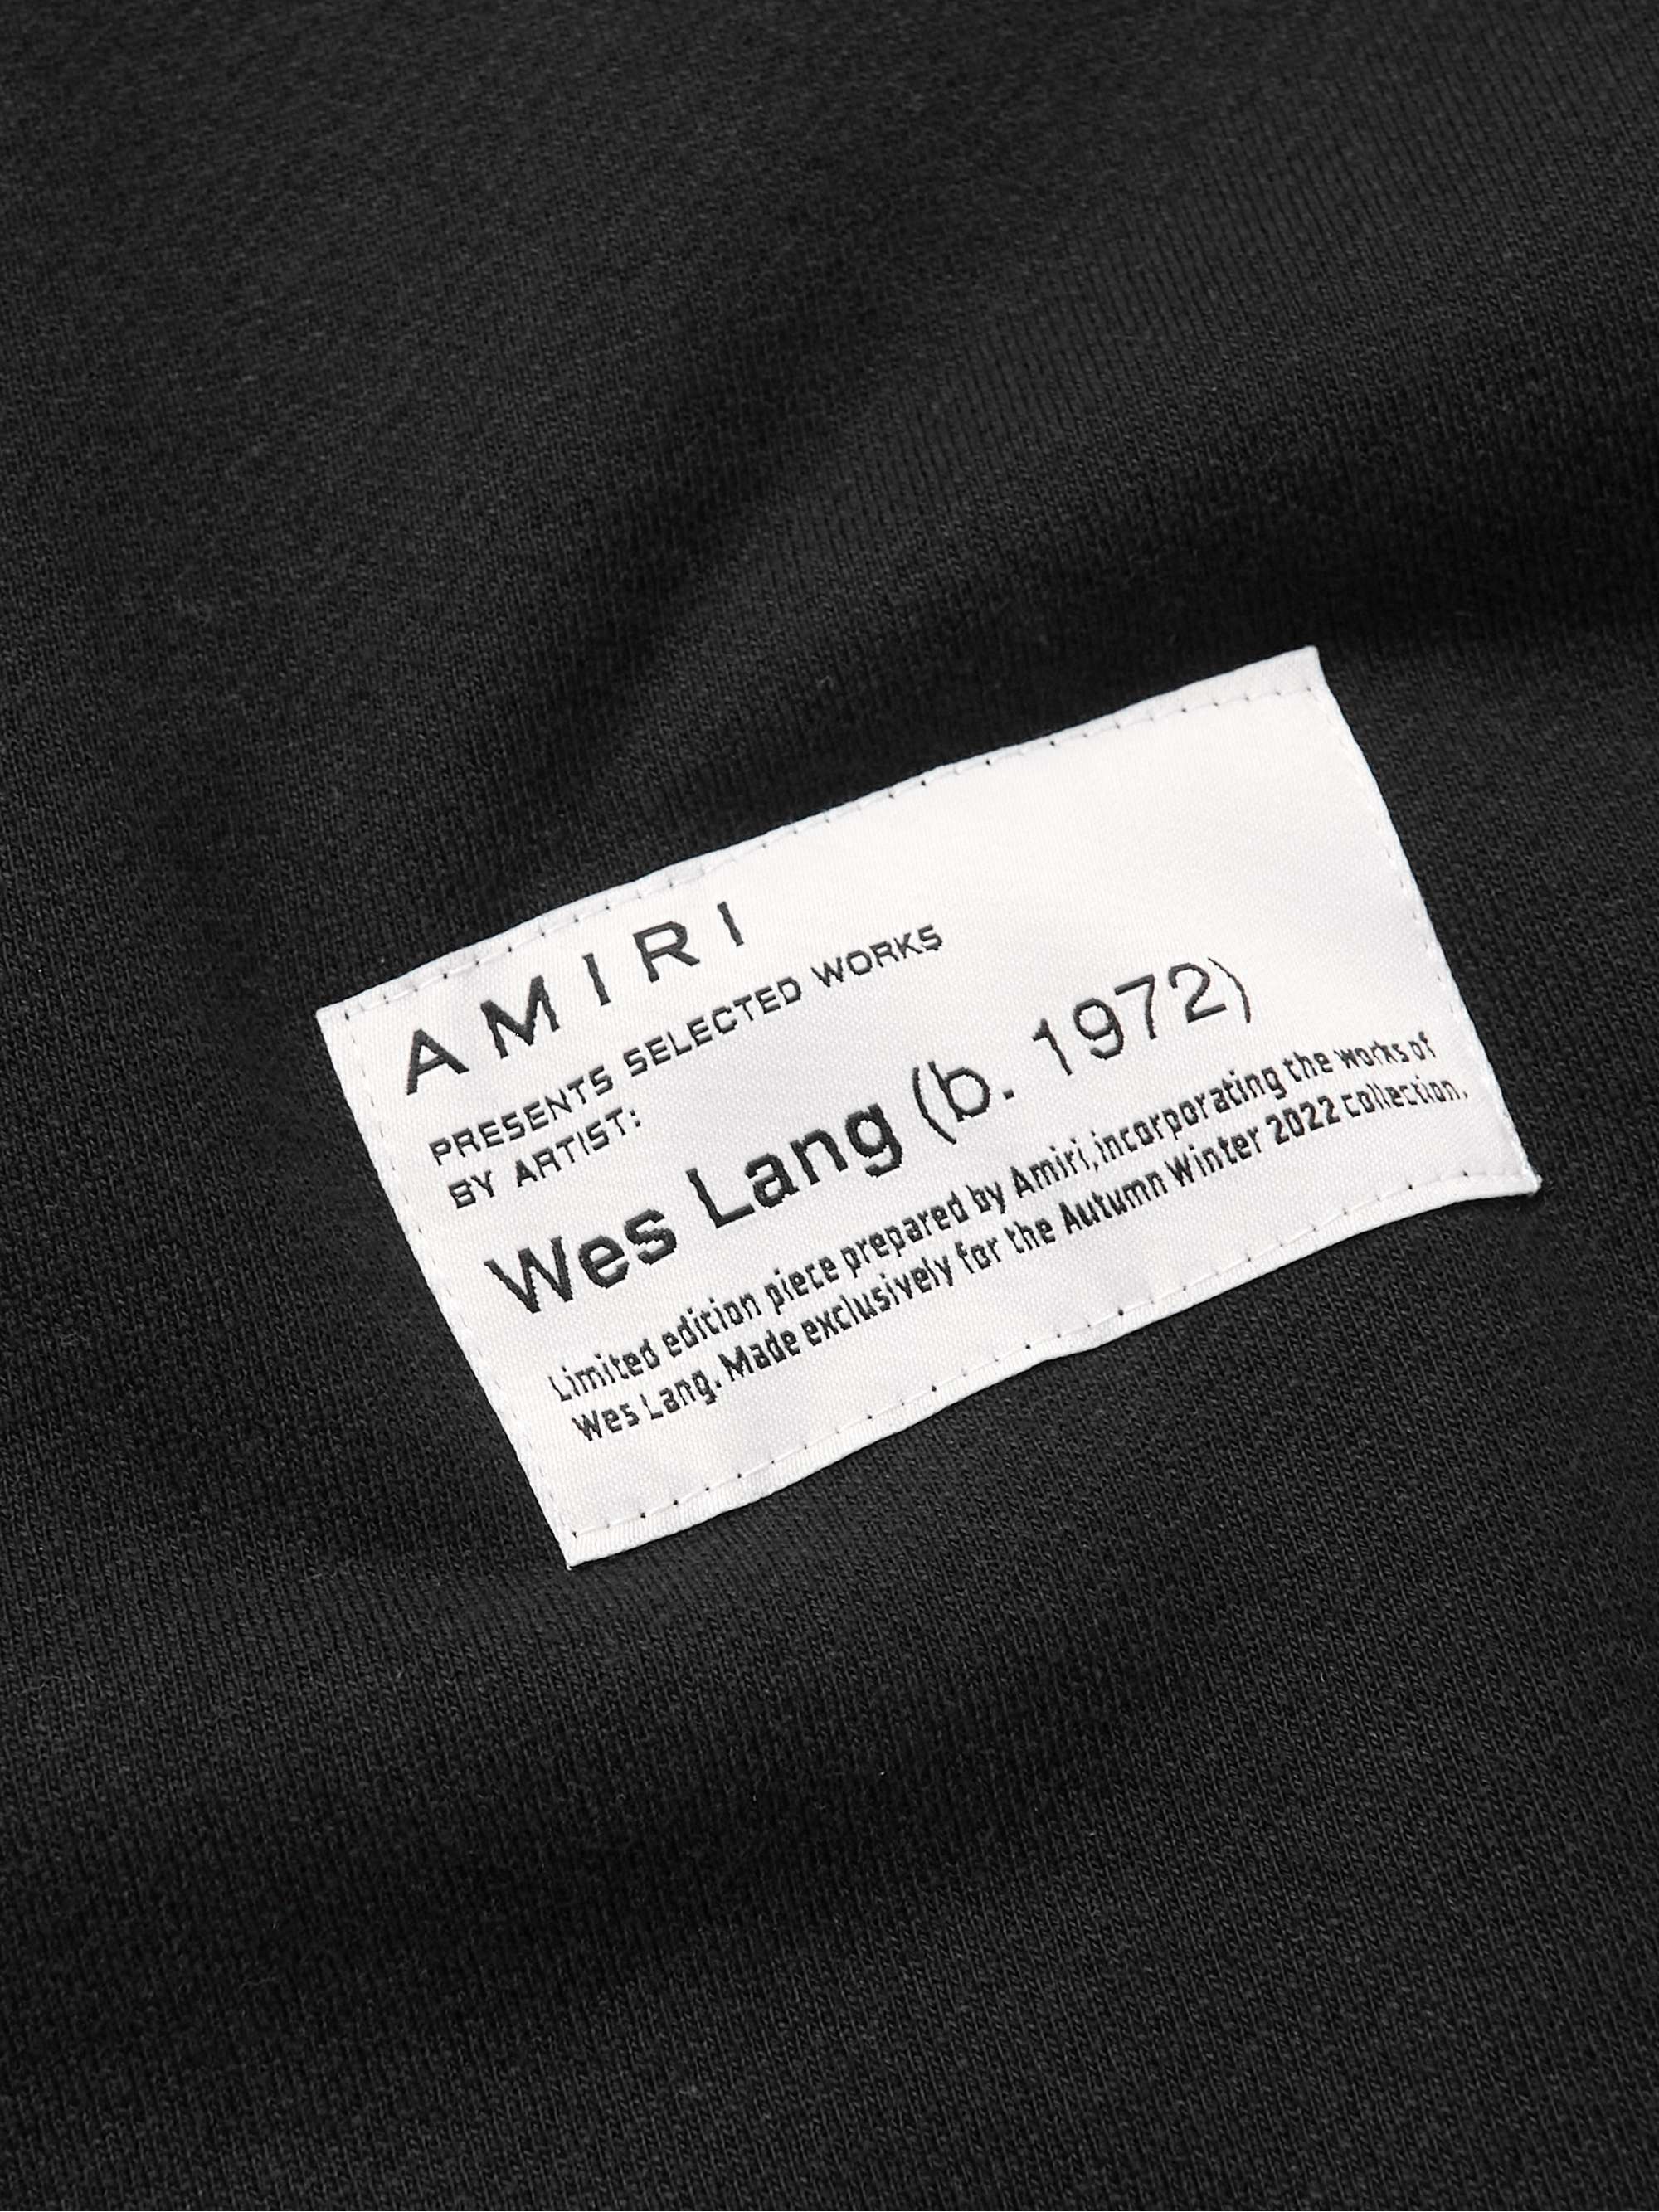 AMIRI
PRESENTS SELECTED WORKS
BY ARTIST:
Wes Lang (b. 1972)
Limited edition piece prepared by Amiri, incorporating the works of
Wes Lang. Made exclusively for the Autumn Winter 2022 collection.